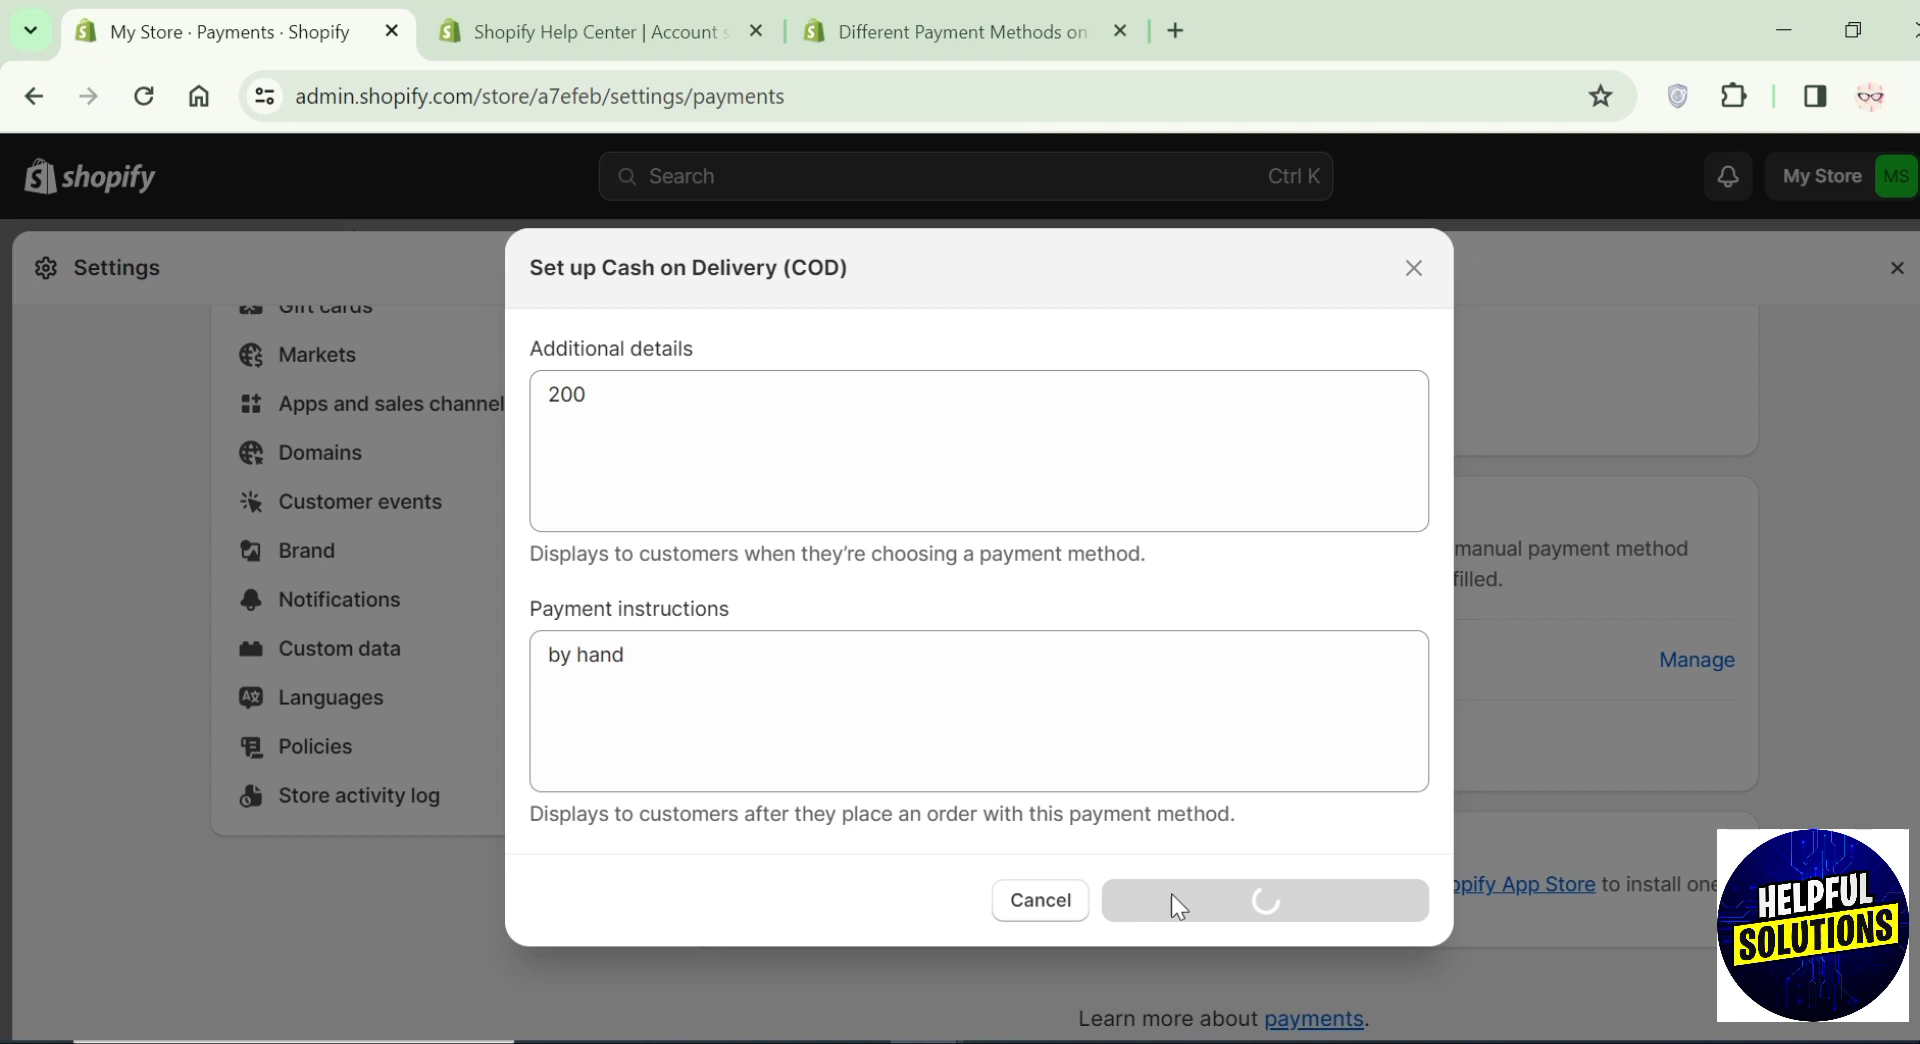 My Store · Payments · Shopify
Shopify Help Center | Account s
Different Payment Methods on
admin.shopify.com/store/a7efeb/settings/payments
shopify
Search
Ctrl K
My Store
MS
Settings
Set up Cash on Delivery (COD)
Gift cards
Markets
Apps and sales channel
Domains
Customer events
Brand
Notifications
Custom data
Languages
Policies
Store activity log
Additional details
200
Displays to customers when they’re choosing a payment method.
Payment instructions
by hand
Displays to customers after they place an order with this payment method.
Cancel
manual payment method
filled.
Manage
opify App Store to install one
Learn more about payments.
HELPFUL
SOLUTIONS